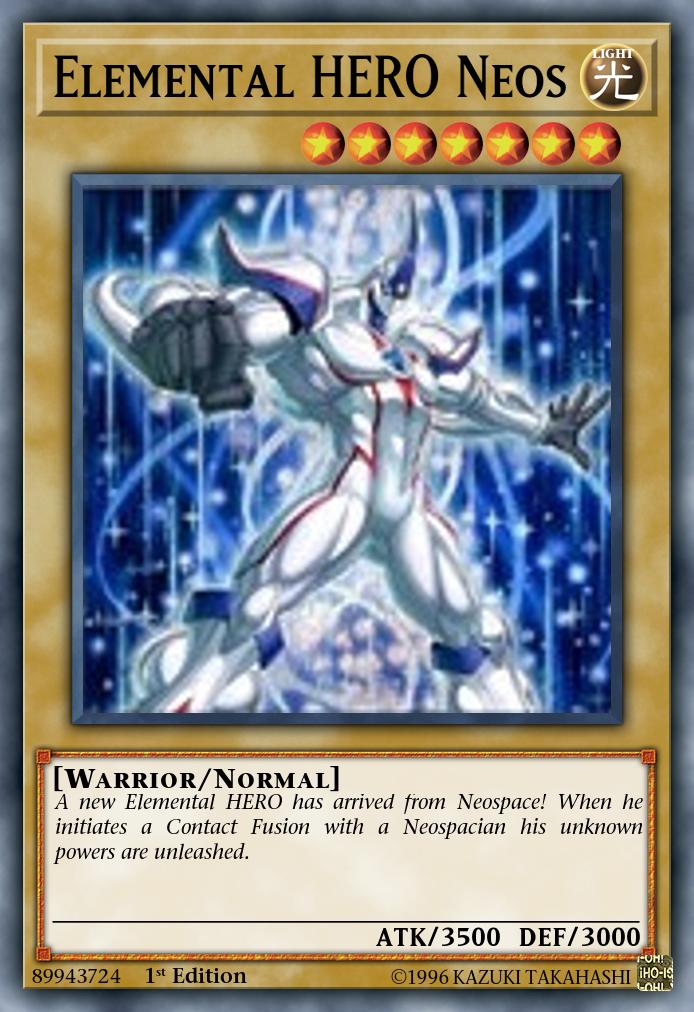 Elemental HERO Neos
LIGHT
光
[Warrior/Normal]
A new Elemental HERO has arrived from Neospace! When he
initiates a Contact Fusion with a Neospacian his unknown
powers are unleashed.
ATK/3500 DEF/3000
89943724 1st Edition ©1996 KAZUKI TAKAHASHI